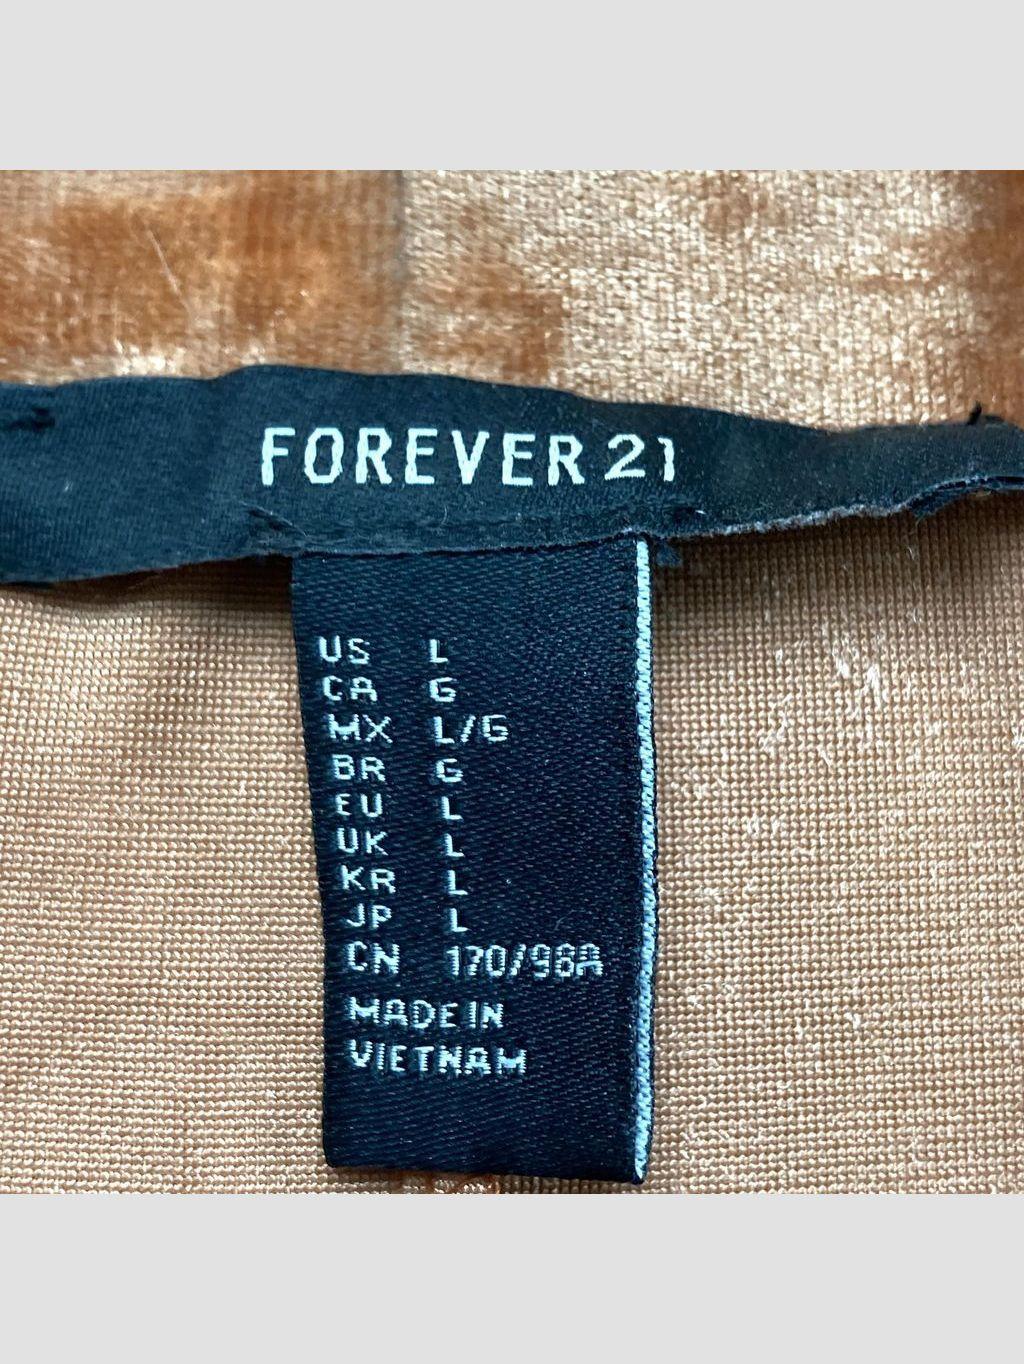 FOREVER 21
US L
CA G
MX L/G
BR G
EU L
UK L
KR L
JP L
CN 170/96A
MADE IN
VIETNAM